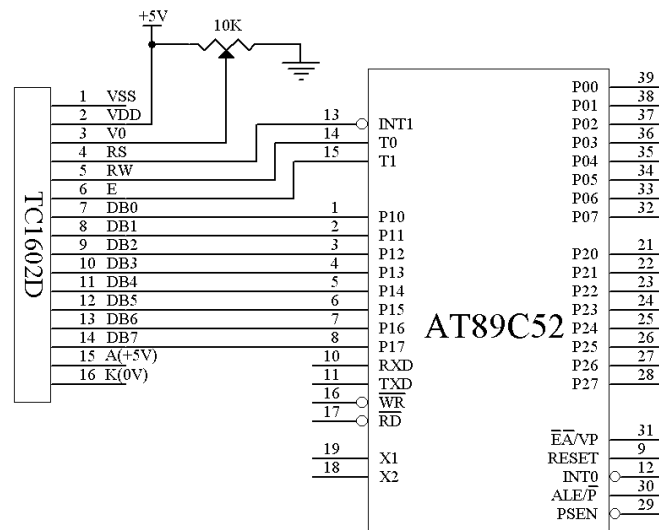 +5V
10K
TC1602D
1 VSS
2 VDD
3 V0
4 RS
5 RW
6 E
7 DB0
8 DB1
9 DB2
10 DB3
11 DB4
12 DB5
13 DB6
14 DB7
15 A(+5V)
16 K(0V)
AT89C52
13 INT1
14 T0
15 T1
1 P10
2 P11
3 P12
4 P13
5 P14
6 P15
7 P16
8 P17
10 RXD
11 TXD
16 WR
17 RD
19 X1
18 X2
P00 39
P01 38
P02 37
P03 36
P04 35
P05 34
P06 33
P07 32
P20 21
P21 22
P22 23
P23 24
P24 25
P25 26
P26 27
P27 28
EA/VP 31
RESET 9
INT0 12
ALE/P 30
PSEN 29